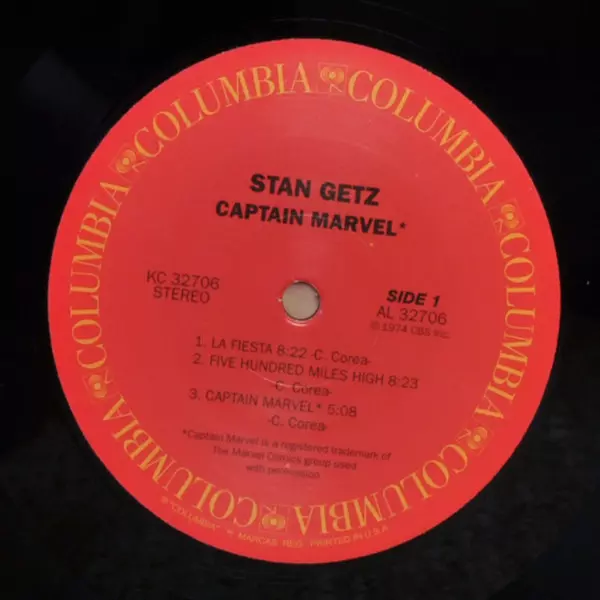 COLUMBIA COLUMBIA COLUMBIA COLUMBIA COLUMBIA COLUMBIA
STAN GETZ
CAPTAIN MARVEL*
KC 32706
STEREO
SIDE 1
AL 32706
℗ 1974 CBS Inc.
1. LA FIESTA 8:22 -C. Corea-
2. FIVE HUNDRED MILES HIGH 8:23
-C. Corea-
3. CAPTAIN MARVEL* 5:08
-C. Corea-
*Captain Marvel is a registered trademark of
The Marvel Comics group used
with permission
® "COLUMBIA", MARCAS REG. PRINTED IN U.S.A.